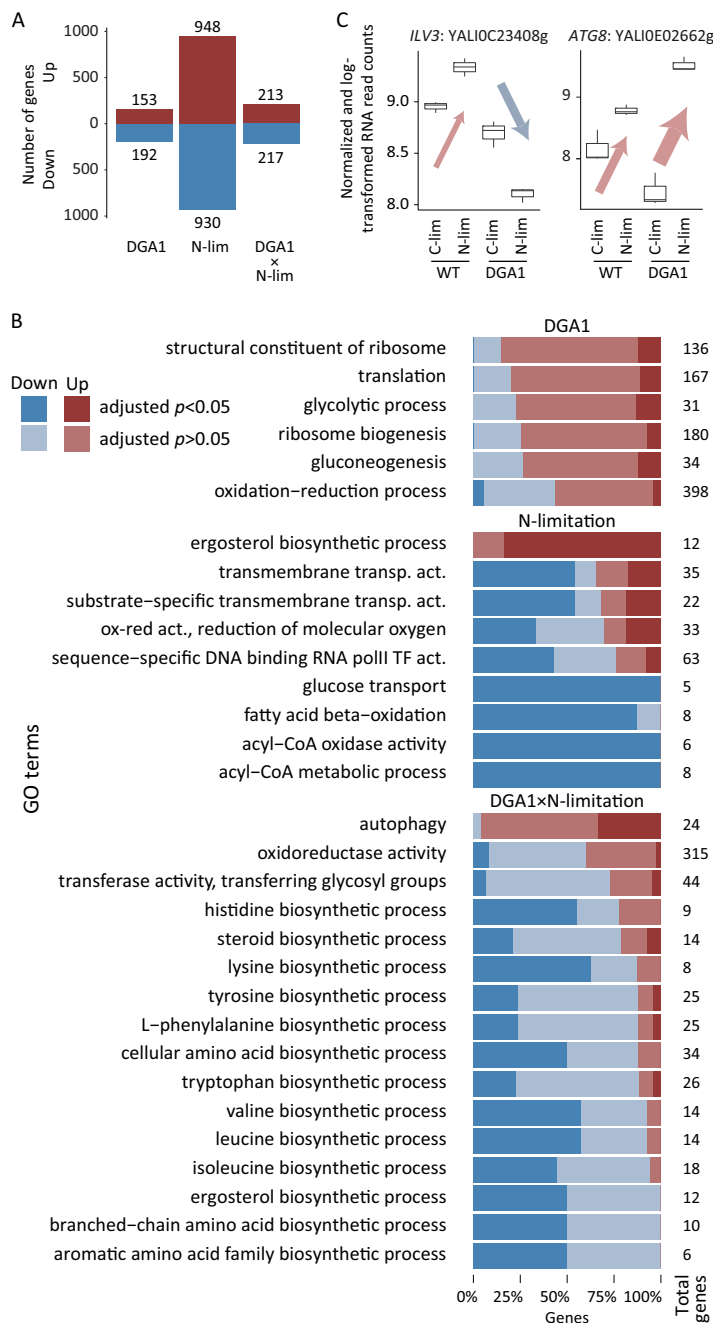 A
Number of genes
Down Up
1000
500
0
500
1000
153
192
948
930
213
217
DGA1
N-lim
DGA1
×
N-lim
C
ILV3: YALI0C23408g
ATG8: YALI0E02662g
Normalized and log-
transformed RNA read counts
9.0
8.5
8.0
9
8
C-lim
N-lim
C-lim
N-lim
WT
DGA1
C-lim
N-lim
C-lim
N-lim
WT
DGA1
B
DGA1
Down Up
adjusted p<0.05
adjusted p>0.05
GO terms
structural constituent of ribosome 136
translation 167
glycolytic process 31
ribosome biogenesis 180
gluconeogenesis 34
oxidation−reduction process 398
N-limitation
ergosterol biosynthetic process 12
transmembrane transp. act. 35
substrate−specific transmembrane transp. act. 22
ox-red act., reduction of molecular oxygen 33
sequence−specific DNA binding RNA polII TF act. 63
glucose transport 5
fatty acid beta−oxidation 8
acyl−CoA oxidase activity 6
acyl−CoA metabolic process 8
DGA1×N-limitation
autophagy 24
oxidoreductase activity 315
transferase activity, transferring glycosyl groups 44
histidine biosynthetic process 9
steroid biosynthetic process 14
lysine biosynthetic process 8
tyrosine biosynthetic process 25
L−phenylalanine biosynthetic process 25
cellular amino acid biosynthetic process 34
tryptophan biosynthetic process 26
valine biosynthetic process 14
leucine biosynthetic process 14
isoleucine biosynthetic process 18
ergosterol biosynthetic process 12
branched−chain amino acid biosynthetic process 10
aromatic amino acid family biosynthetic process 6
0% 25% 50% 75% 100%
Genes
Total
genes